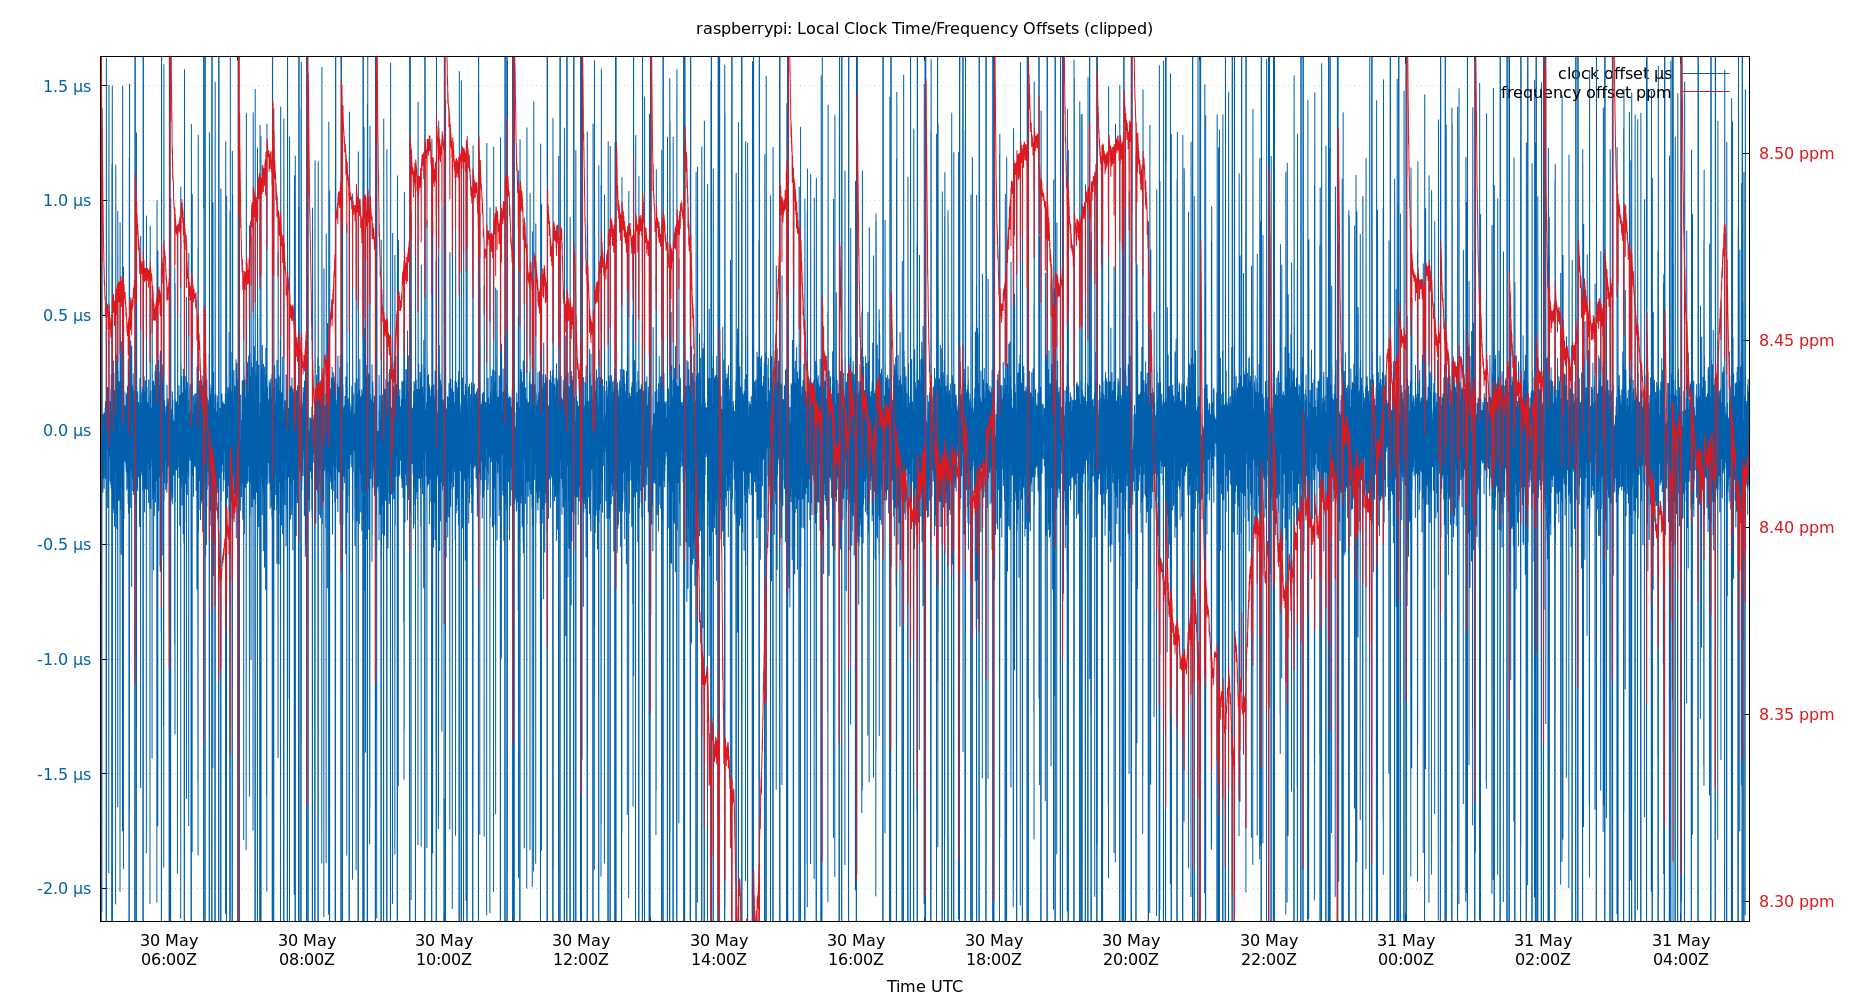 raspberrypi: Local Clock Time/Frequency Offsets (clipped)
clock offset µs
frequency offset ppm
1.5 µs
1.0 µs
0.5 µs
0.0 µs
-0.5 µs
-1.0 µs
-1.5 µs
-2.0 µs
8.50 ppm
8.45 ppm
8.40 ppm
8.35 ppm
8.30 ppm
30 May 30 May 30 May 30 May 30 May 30 May 30 May 30 May 30 May 31 May 31 May 31 May
06:00Z 08:00Z 10:00Z 12:00Z 14:00Z 16:00Z 18:00Z 20:00Z 22:00Z 00:00Z 02:00Z 04:00Z
Time UTC